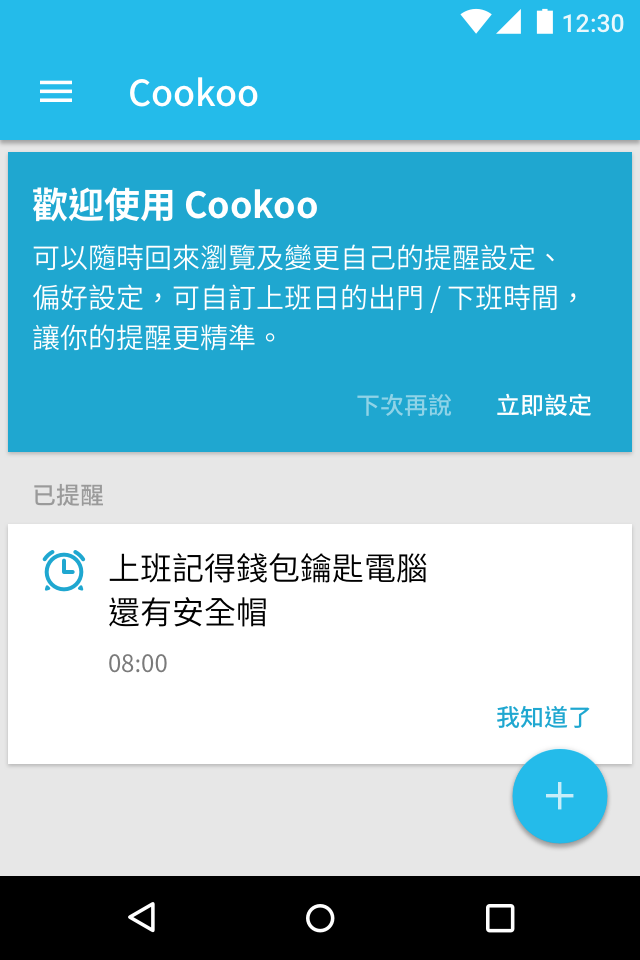 12:30
Cookoo
歡迎使用 Cookoo
可以隨時回來瀏覽及變更自己的提醒設定、
偏好設定，可自訂上班日的出門 / 下班時間，
讓你的提醒更精準。
下次再說 立即設定
已提醒
上班記得錢包鑰匙電腦
還有安全帽
08:00
我知道了